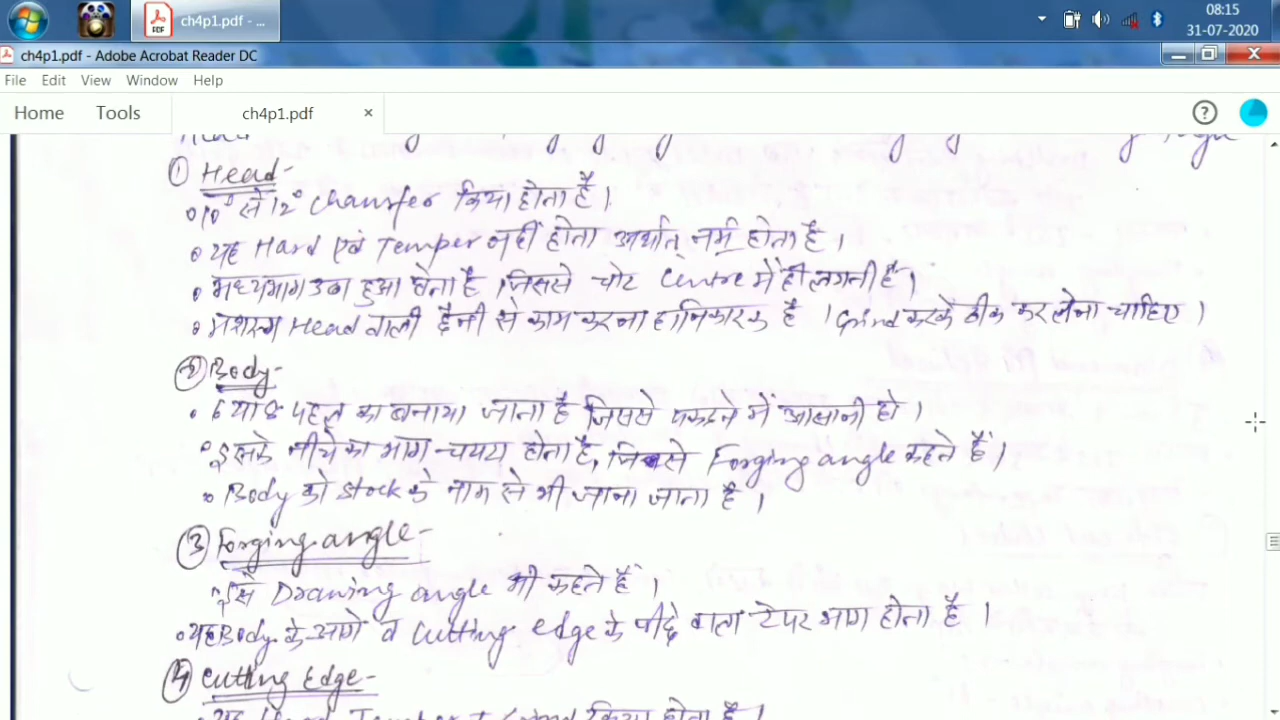 08:15
ch4p1.pdf - ...
31-07-2020
ch4p1.pdf - Adobe Acrobat Reader DC
File Edit View Window Help
Home Tools ch4p1.pdf
① Head-
10° से 12° Chamfer किया होता है।
यह Hard एवं Temper नहीं होता अर्थात् नर्म होता है।
मध्यभाग उठा हुआ होता है जिससे चोट Centre में ही लगती है।
मशरूम Head वाली छैनी से काम करना हानिकारक है। Grind करके ठीक कर लेना चाहिए।
② Body-
6 या 8 पहलू का बनाया जाता है जिससे पकड़ने में आसानी हो।
इसके नीचे का भाग चपटा होता है, जिसे Forging angle कहते हैं।
Body को Stock के नाम से भी जाना जाता है।
③ Forging angle-
इसे Drawing angle भी कहते हैं।
यह Body के आगे व Cutting edge के पीछे वाला टेपर भाग होता है।
④ Cutting Edge-
यह Hard, Temper व Grind किया होता है।